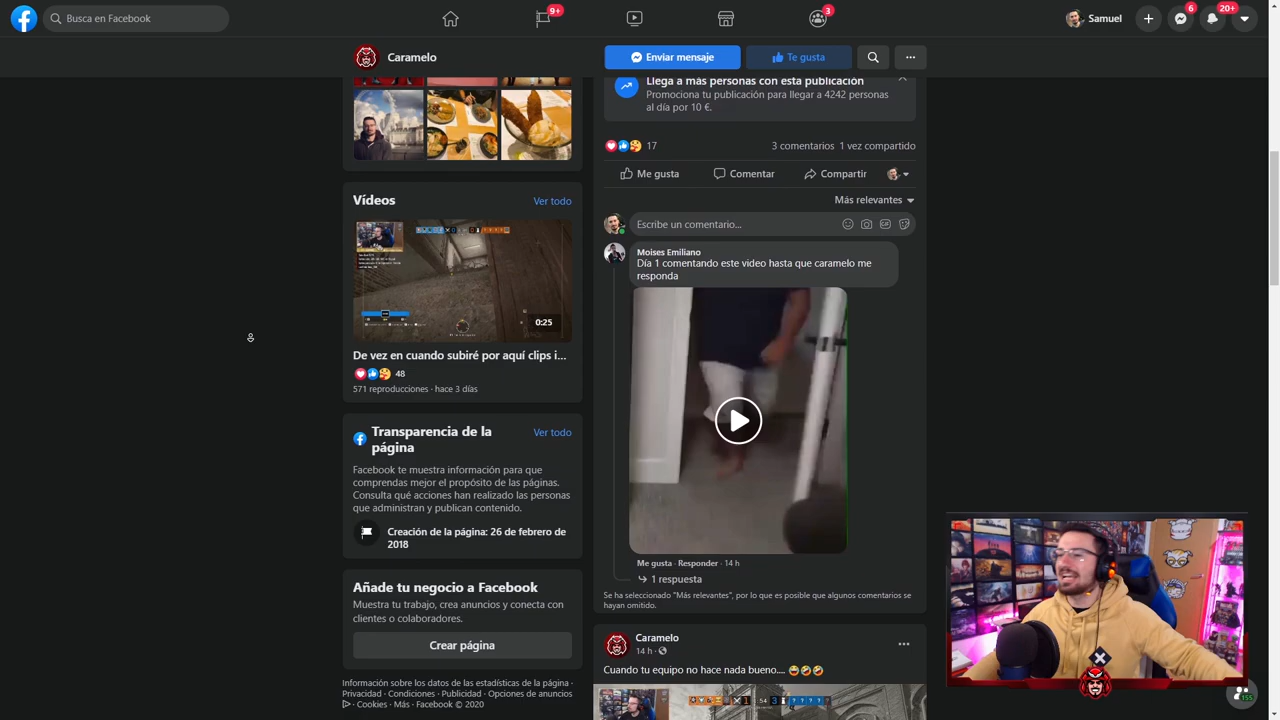 Busca en Facebook
9+
3
Samuel
6
20+
Caramelo
Enviar mensaje
Te gusta
Llega a más personas con esta publicación
Promociona tu publicación para llegar a 4242 personas
al día por 10 €.
17
3 comentarios 1 vez compartido
Me gusta
Comentar
Compartir
Más relevantes
Escribe un comentario...
Moises Emiliano
Día 1 comentando este video hasta que caramelo me
responda
Me gusta · Responder · 14 h
1 respuesta
Se ha seleccionado "Más relevantes", por lo que es posible que algunos comentarios se
hayan omitido.
Caramelo
14 h ·
Cuando tu equipo no hace nada bueno.... 😂🤣🤣
1 54 3 ? ? ? ? ?
Vídeos
Ver todo
0:25
De vez en cuando subiré por aquí clips i...
48
571 reproducciones · hace 3 días
Transparencia de la
página
Ver todo
Facebook te muestra información para que
comprendas mejor el propósito de las páginas.
Consulta qué acciones han realizado las personas
que administran y publican contenido.
Creación de la página: 26 de febrero de
2018
Añade tu negocio a Facebook
Muestra tu trabajo, crea anuncios y conecta con
clientes o colaboradores.
Crear página
Información sobre los datos de las estadísticas de la página ·
Privacidad · Condiciones · Publicidad · Opciones de anuncios
· Cookies · Más · Facebook © 2020
155